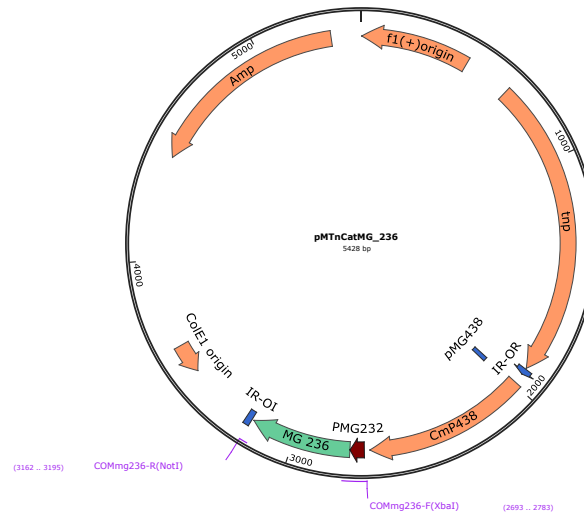 f1(+)origin
5000
Amp
1000
tnp
pMTnCatMG_236
5428 bp
4000
pMG438
ColE1 origin
IR-OR
2000
IR-OI
PMG232
CmP438
MG 236
3000
(3162 .. 3195) COMmg236-R(NotI)
COMmg236-F(XbaI) (2693 .. 2783)